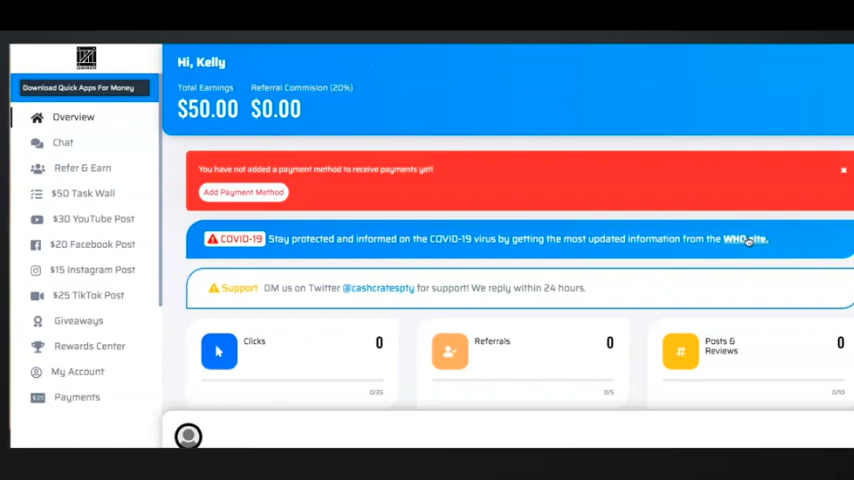 Hi, Kelly
Total Earnings
Referral Commision (20%)
$50.00
$0.00
Download Quick Apps For Money
Overview
Chat
Refer & Earn
$50 Task Wall
$30 YouTube Post
$20 Facebook Post
$15 Instagram Post
$25 TikTok Post
Giveaways
Rewards Center
My Account
Payments
You have not added a payment method to receive payments yet!
Add Payment Method
COVID-19 Stay protected and informed on the COVID-19 virus by getting the most updated information from the WHO site.
Support DM us on Twitter @cashcratespty for support! We reply within 24 hours.
Clicks
0
0/25
Referrals
0
0/5
Posts &
Reviews
0
0/10